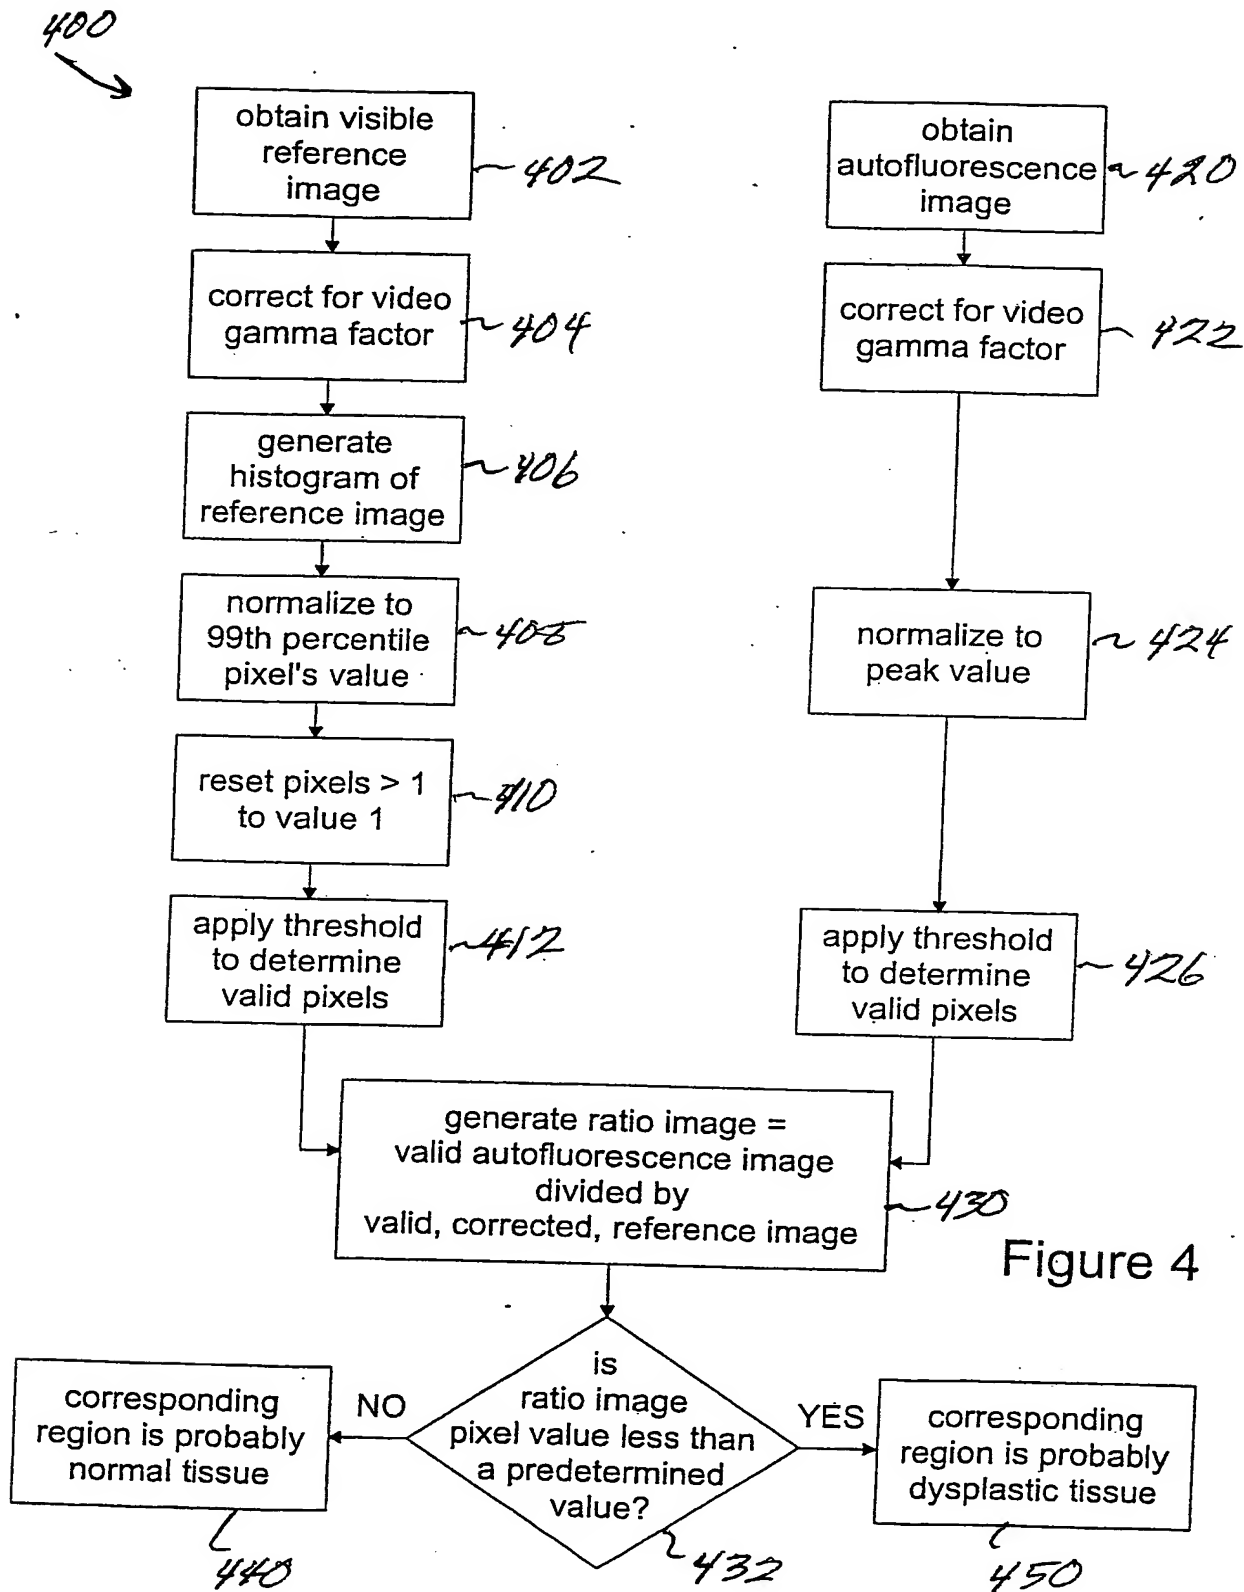 400
obtain visible
reference
image
402
correct for video
gamma factor
404
generate
histogram of
reference image
406
normalize to
99th percentile
pixel's value
408
reset pixels > 1
to value 1
410
apply threshold
to determine
valid pixels
412
obtain
autofluorescence
image
420
correct for video
gamma factor
422
normalize to
peak value
424
apply threshold
to determine
valid pixels
426
generate ratio image =
valid autofluorescence image
divided by
valid, corrected, reference image
430
Figure 4
is
ratio image
pixel value less than
a predetermined
value?
432
NO
corresponding
region is probably
normal tissue
440
YES
corresponding
region is probably
dysplastic tissue
450